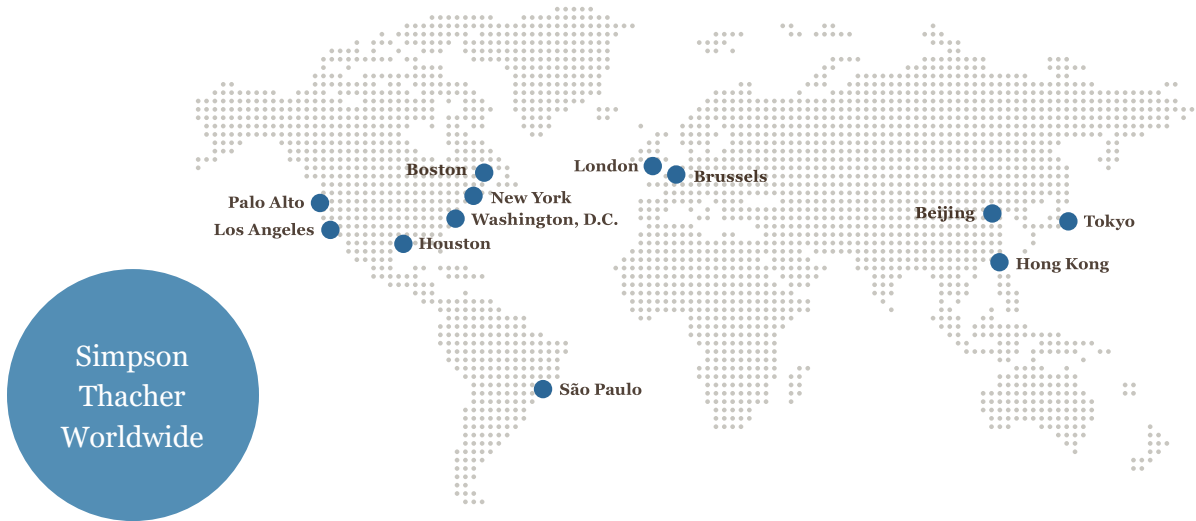 London
Boston
Brussels
New York
Palo Alto
Beijing
Washington, D.C.
Tokyo
Los Angeles
Houston
Hong Kong
Simpson
Thacher
Worldwide
São Paulo